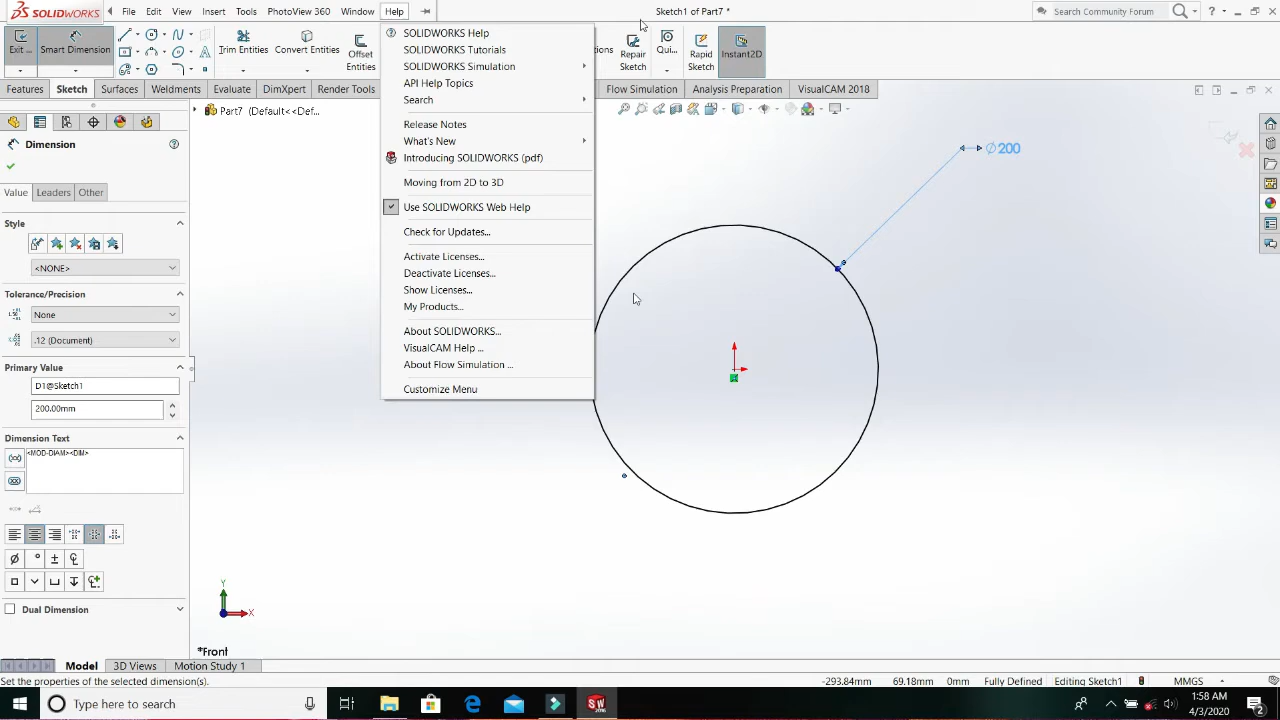 SOLIDWORKS File Edit View Insert Tools PhotoView 360 Window Help Sketch1 of Part7 * Search Community Forum ?
Exit ... Smart Dimension Trim Entities Convert Entities Offset Entities Repair Sketch Qui... Rapid Sketch Instant2D
Features Sketch Surfaces Weldments Evaluate DimXpert Render Tools Flow Simulation Analysis Preparation VisualCAM 2018
SOLIDWORKS Help
SOLIDWORKS Tutorials
SOLIDWORKS Simulation
API Help Topics
Search
Release Notes
What's New
Introducing SOLIDWORKS (pdf)
Moving from 2D to 3D
Use SOLIDWORKS Web Help
Check for Updates...
Activate Licenses...
Deactivate Licenses...
Show Licenses...
My Products...
About SOLIDWORKS...
VisualCAM Help ...
About Flow Simulation ...
Customize Menu
Part7 (Default<<Def...
Dimension
Value Leaders Other
Style
<NONE>
Tolerance/Precision
None
.12 (Document)
Primary Value
D1@Sketch1
200.00mm
Dimension Text
<MOD-DIAM><DIM>
Dual Dimension
∅200
Y
X
*Front
Model 3D Views Motion Study 1
Set the properties of the selected dimension(s). -293.84mm 69.18mm 0mm Fully Defined Editing Sketch1 MMGS
Type here to search
1:58 AM
4/3/2020
2